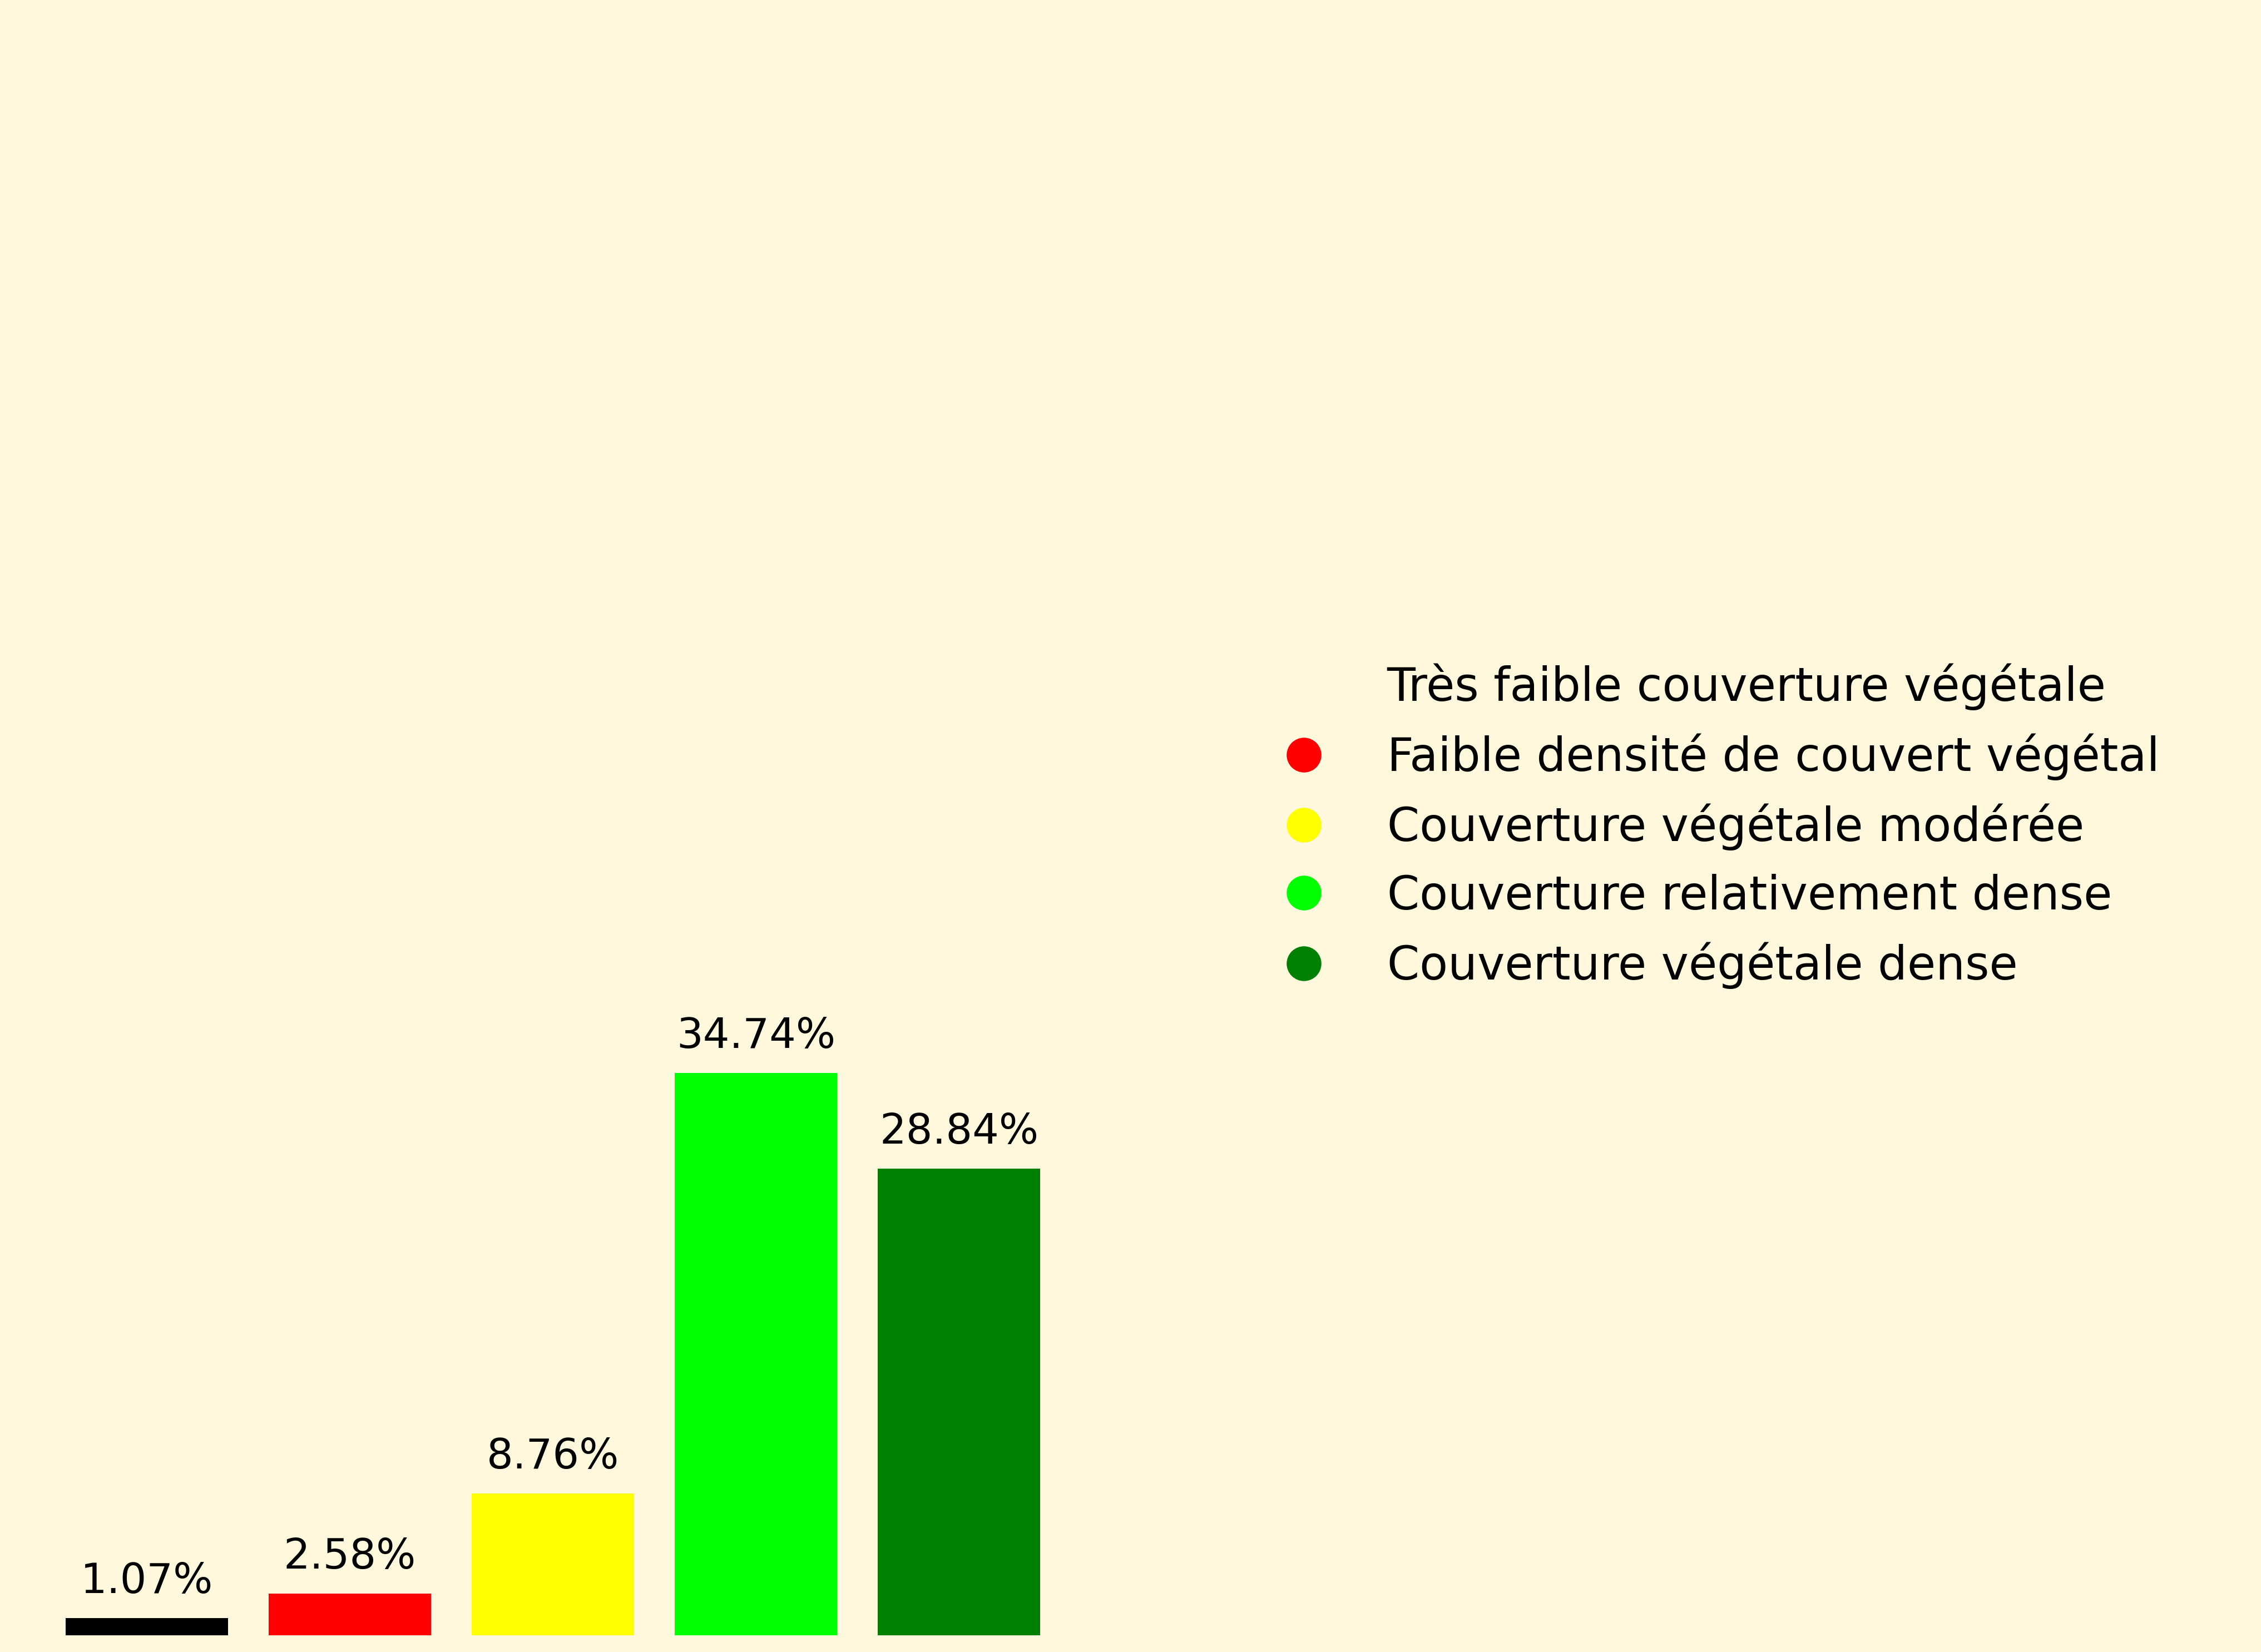 Très faible couverture végétale
Faible densité de couvert végétal
Couverture végétale modérée
Couverture relativement dense
Couverture végétale dense
34.74%
28.84%
8.76%
2.58%
1.07%